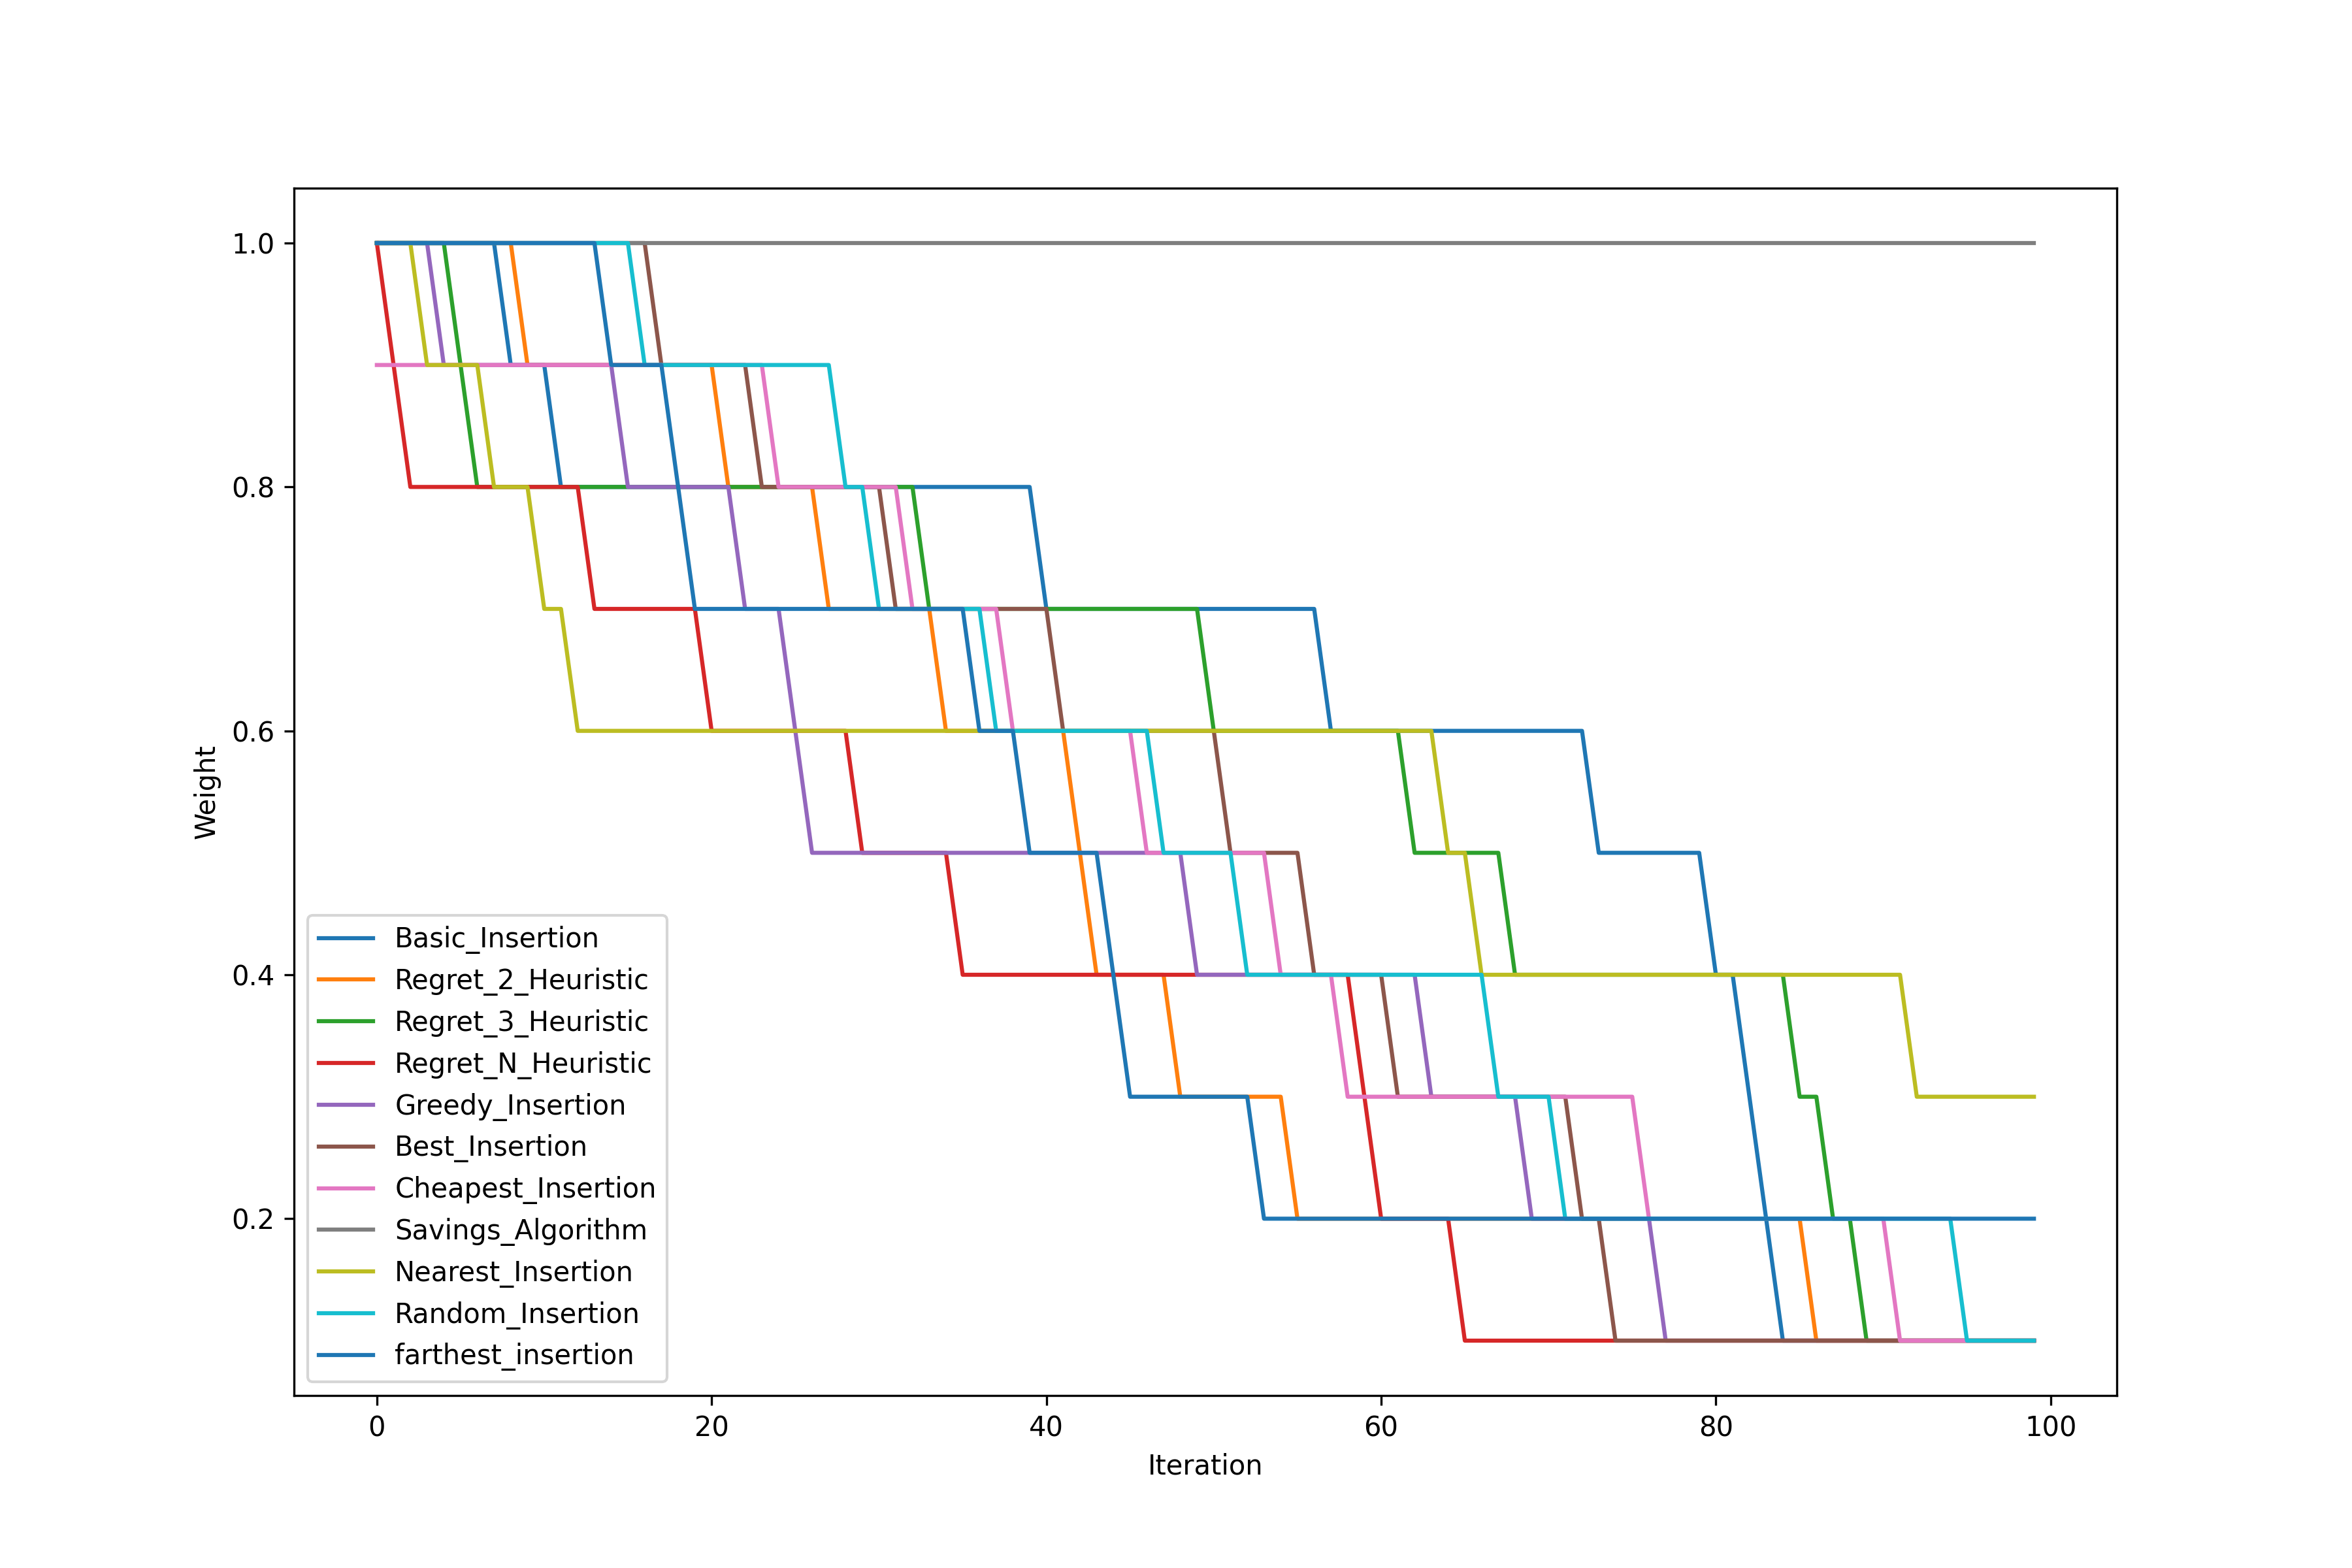 1.0
0.8
0.6
0.4
0.2
Weight
Basic_Insertion
Regret_2_Heuristic
Regret_3_Heuristic
Regret_N_Heuristic
Greedy_Insertion
Best_Insertion
Cheapest_Insertion
Savings_Algorithm
Nearest_Insertion
Random_Insertion
farthest_insertion
0 20 40 60 80 100
Iteration